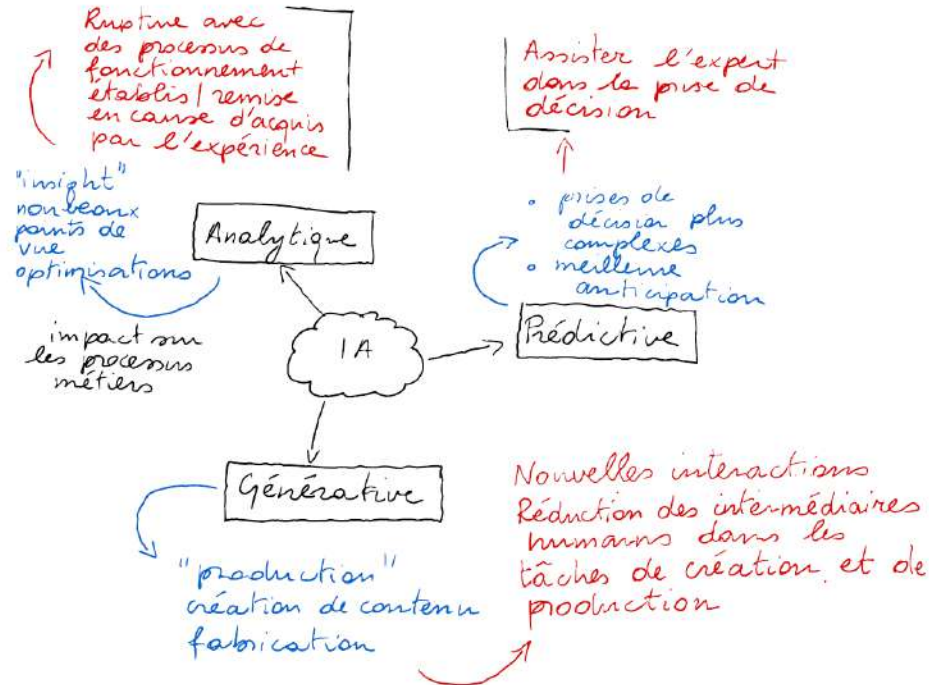 Rupture avec
des processus de
fonctionnement
établis / remise
en cause d'acquis
par l'expérience
"insight"
nouveaux
points de
vue
optimisations
Analytique
impact sur
les processus
métiers
Assister l'expert
dans la prise de
décision
• prises de
décision plus
complexes
• meilleure
anticipation
Prédictive
IA
Générative
"production"
création de contenu
fabrication
Nouvelles interactions
Réduction des intermédiaires
humains dans les
tâches de création et de
production